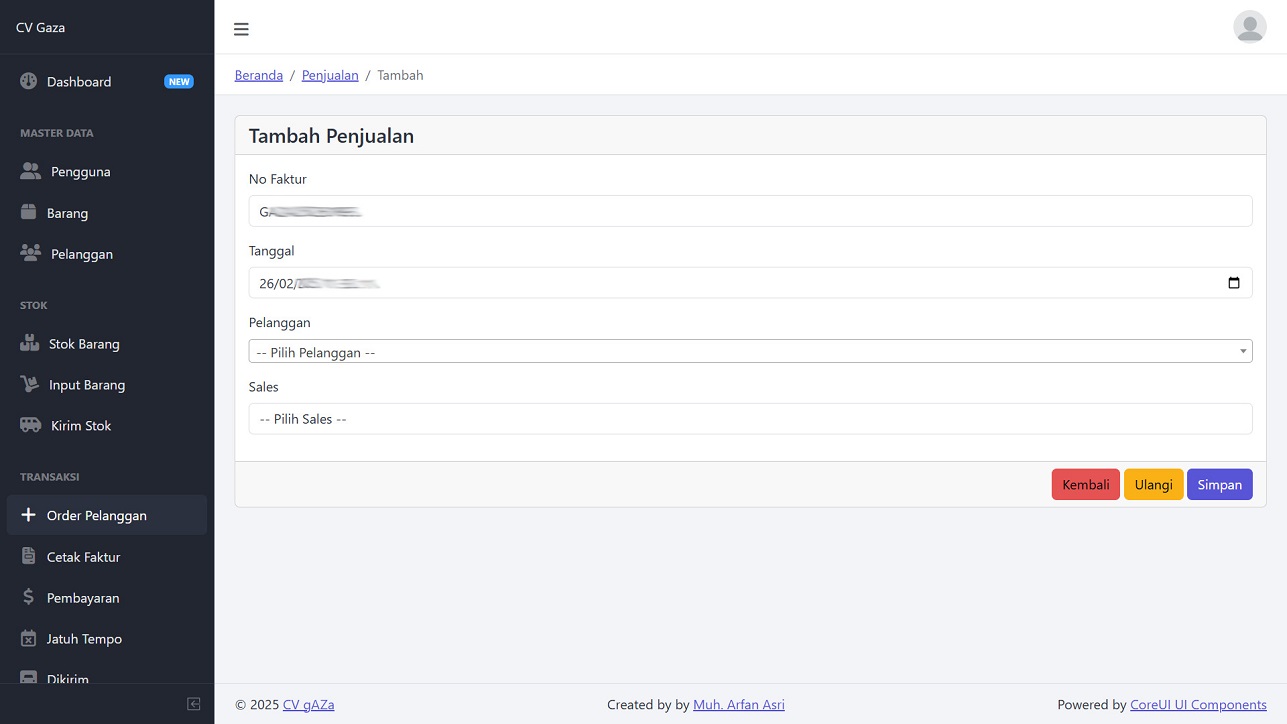 CV Gaza
Dashboard NEW
MASTER DATA
Pengguna
Barang
Pelanggan
STOK
Stok Barang
Input Barang
Kirim Stok
TRANSAKSI
Order Pelanggan
Cetak Faktur
Pembayaran
Jatuh Tempo
Dikirim
Beranda / Penjualan / Tambah
Tambah Penjualan
No Faktur
Tanggal
26/02/
Pelanggan
-- Pilih Pelanggan --
Sales
-- Pilih Sales --
Kembali Ulangi Simpan
© 2025 CV gAZa Created by by Muh. Arfan Asri Powered by CoreUI UI Components